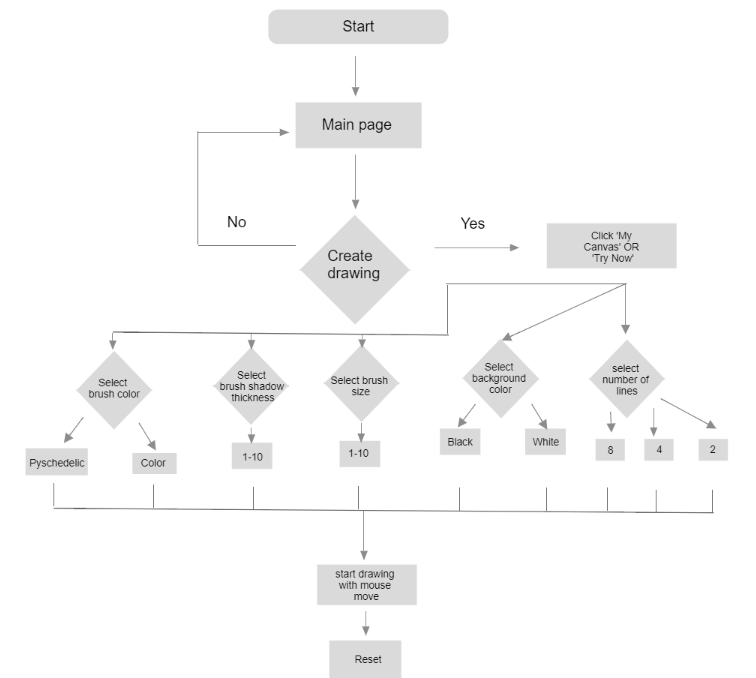 Start
Main page
No
Yes
Create
drawing
Click 'My
Canvas' OR
'Try Now'
Select
brush color
Select
brush shadow
thickness
Select brush
size
Select
background
color
select
number of
lines
Pyschedelic
Color
1-10
1-10
Black
White
8
4
2
start drawing
with mouse
move
Reset